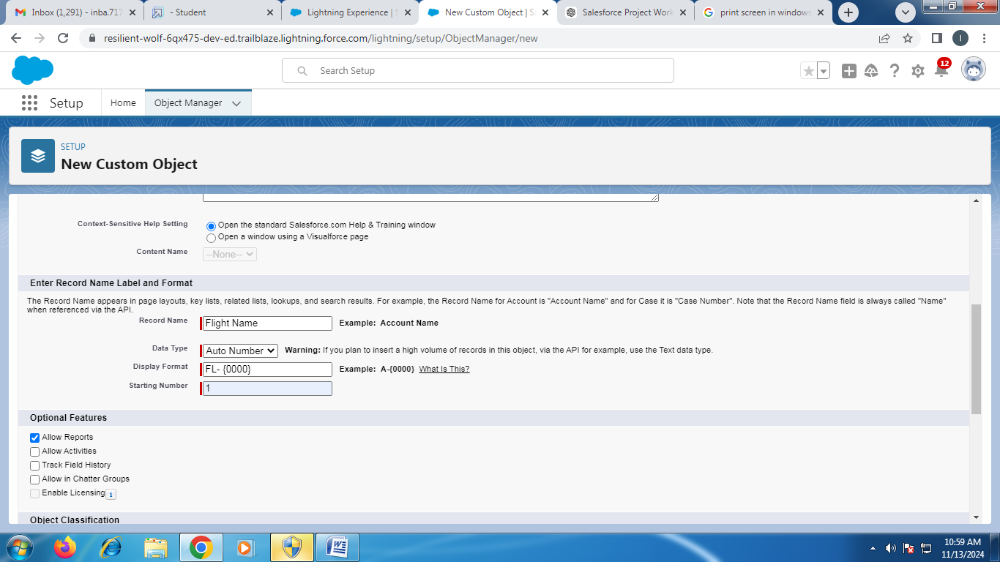 Inbox (1,291) - inba.717
- Student
Lightning Experience | S
New Custom Object | Sa
Salesforce Project Work
print screen in windows
resilient-wolf-6qx475-dev-ed.trailblaze.lightning.force.com/lightning/setup/ObjectManager/new
I
Search Setup
12
Setup
Home
Object Manager
SETUP
New Custom Object
Context-Sensitive Help Setting
Open the standard Salesforce.com Help & Training window
Open a window using a Visualforce page
Content Name
--None--
Enter Record Name Label and Format
The Record Name appears in page layouts, key lists, related lists, lookups, and search results. For example, the Record Name for Account is "Account Name" and for Case it is "Case Number". Note that the Record Name field is always called "Name"
when referenced via the API.
Record Name
Flight Name
Example: Account Name
Data Type
Auto Number
Warning: If you plan to insert a high volume of records in this object, via the API for example, use the Text data type.
Display Format
FL- {0000}
Example: A-{0000} What Is This?
Starting Number
1
Optional Features
Allow Reports
Allow Activities
Track Field History
Allow in Chatter Groups
Enable Licensing
i
Object Classification
10:59 AM
11/13/2024